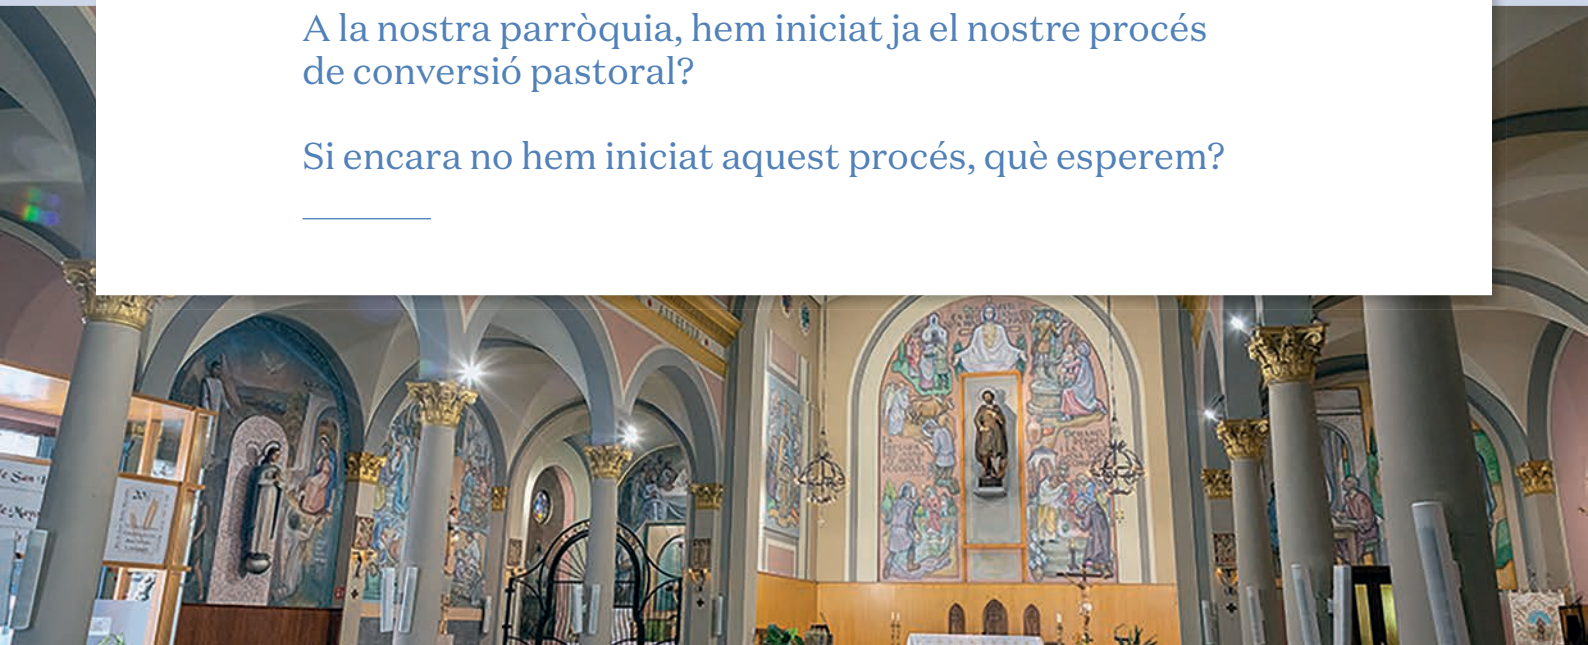 A la nostra parròquia, hem iniciat ja el nostre procés
de conversió pastoral?
Si encara no hem iniciat aquest procés, què esperem?